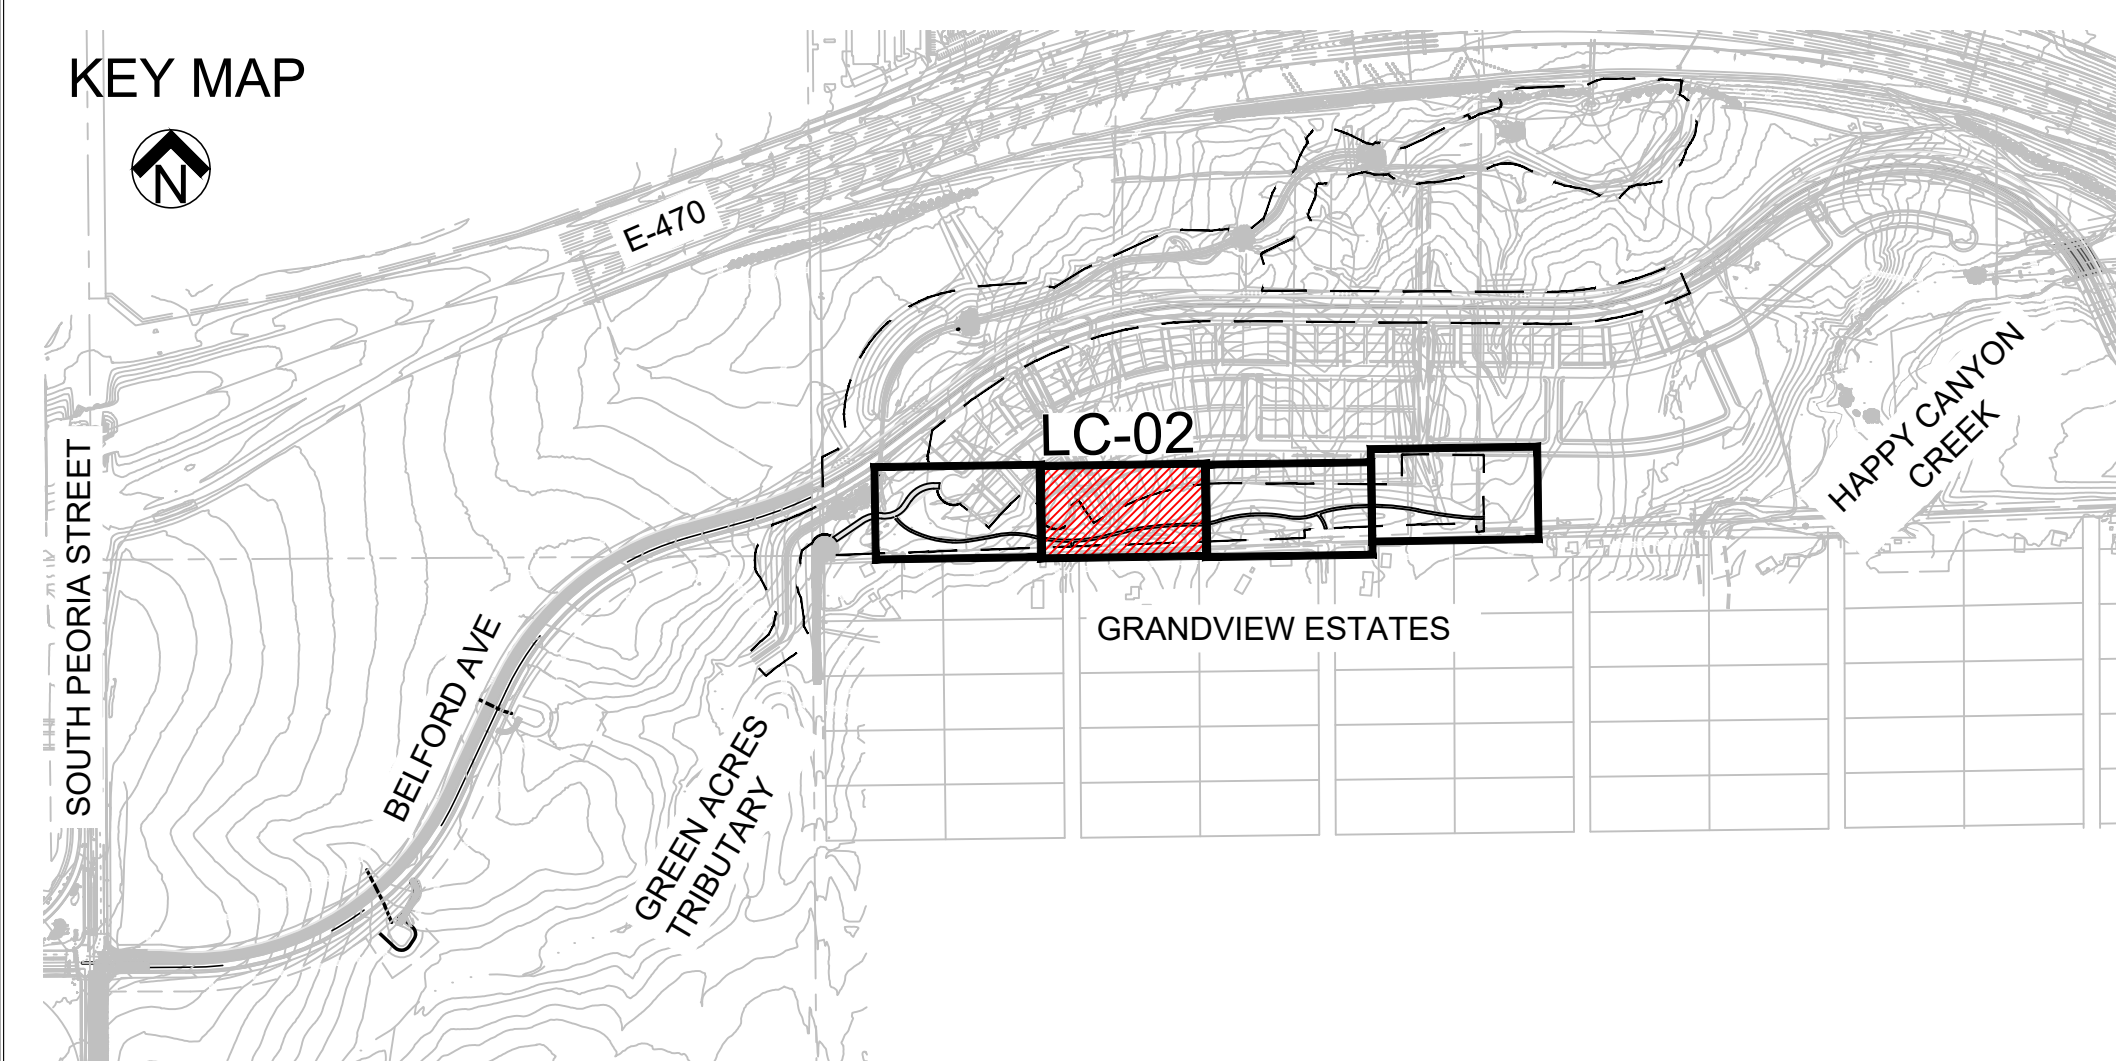 KEY MAP
N
E-470
LC-02
HAPPY CANYON
CREEK
SOUTH PEORIA STREET
GRANDVIEW ESTATES
BELFORD AVE
GREEN ACRES
TRIBUTARY